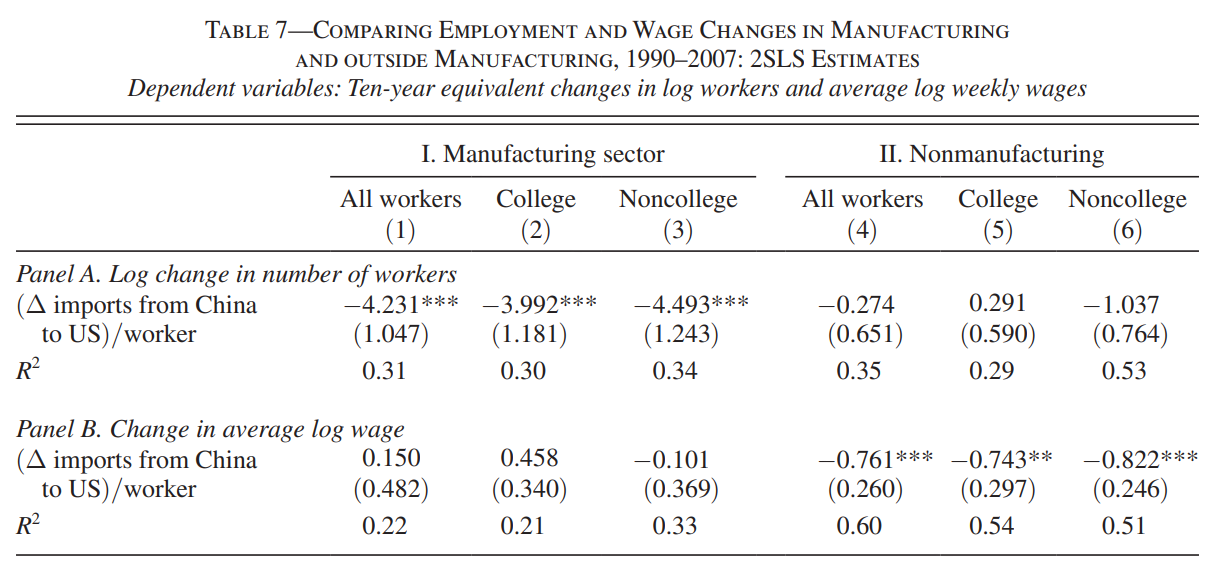 TABLE 7—COMPARING EMPLOYMENT AND WAGE CHANGES IN MANUFACTURING
AND OUTSIDE MANUFACTURING, 1990–2007: 2SLS ESTIMATES
Dependent variables: Ten-year equivalent changes in log workers and average log weekly wages
I. Manufacturing sector II. Nonmanufacturing
All workers College Noncollege All workers College Noncollege
(1) (2) (3) (4) (5) (6)
Panel A. Log change in number of workers
(Δ imports from China −4.231*** −3.992*** −4.493*** −0.274 0.291 −1.037
to US)/worker (1.047) (1.181) (1.243) (0.651) (0.590) (0.764)
R² 0.31 0.30 0.34 0.35 0.29 0.53
Panel B. Change in average log wage
(Δ imports from China 0.150 0.458 −0.101 −0.761*** −0.743** −0.822***
to US)/worker (0.482) (0.340) (0.369) (0.260) (0.297) (0.246)
R² 0.22 0.21 0.33 0.60 0.54 0.51